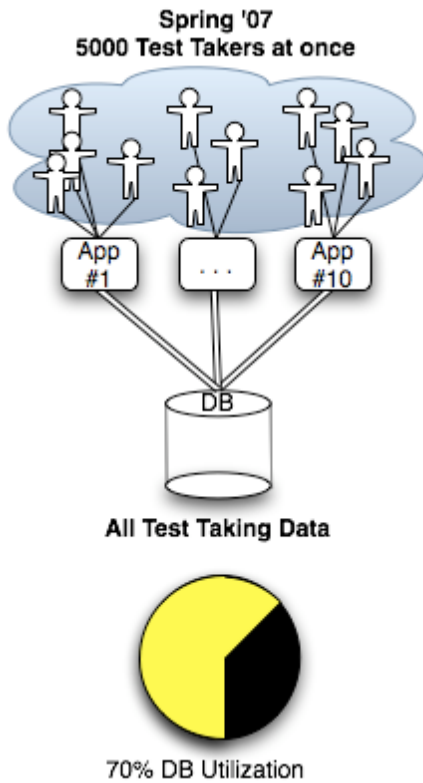 Spring '07
5000 Test Takers at once
App
#1
. . .
App
#10
DB
All Test Taking Data
70% DB Utilization